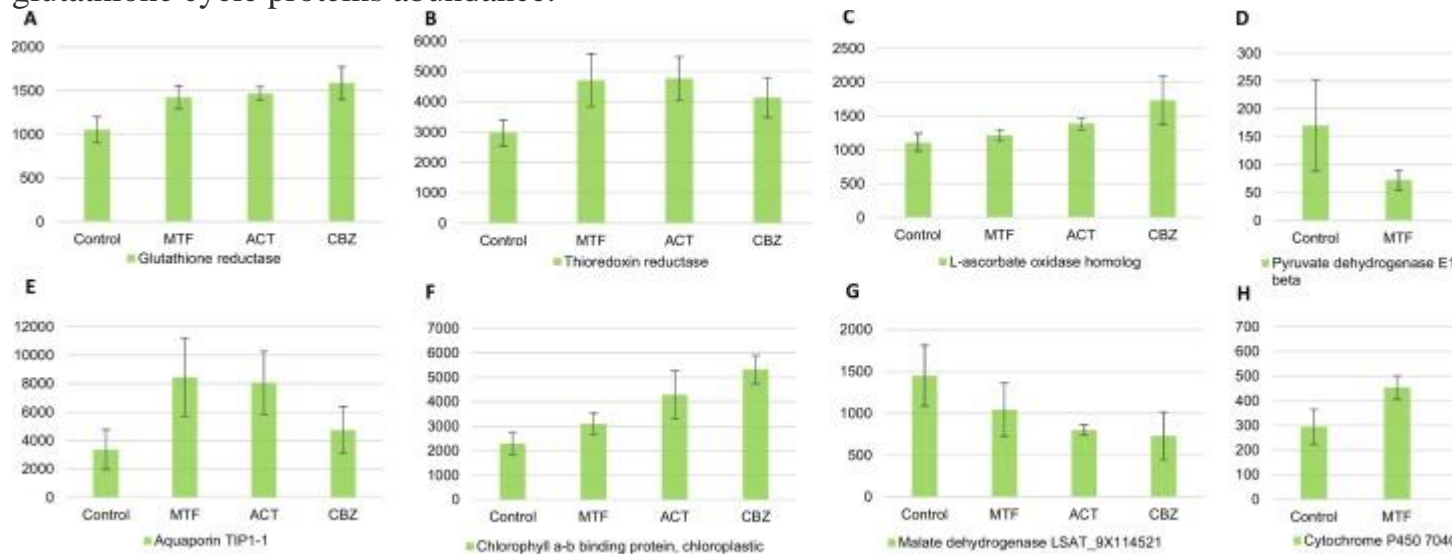 glutathione cycle proteins abundance.
A
2000
1500
1000
500
0
Control MTF ACT CBZ
Glutathione reductase
B
6000
5000
4000
3000
2000
1000
0
Control MTF ACT CBZ
Thioredoxin reductase
C
2500
2000
1500
1000
500
0
Control MTF ACT CBZ
L-ascorbate oxidase homolog
D
300
250
200
150
100
50
0
Control MTF
Pyruvate dehydrogenase E1
beta
E
12000
10000
8000
6000
4000
2000
0
Control MTF ACT CBZ
Aquaporin TIP1-1
F
7000
6000
5000
4000
3000
2000
1000
0
Control MTF ACT CBZ
Chlorophyll a-b binding protein, chloroplastic
G
2000
1500
1000
500
0
Control MTF ACT CBZ
Malate dehydrogenase LSAT_9X114521
H
700
600
500
400
300
200
100
0
Control MTF
Cytochrome P450 704C